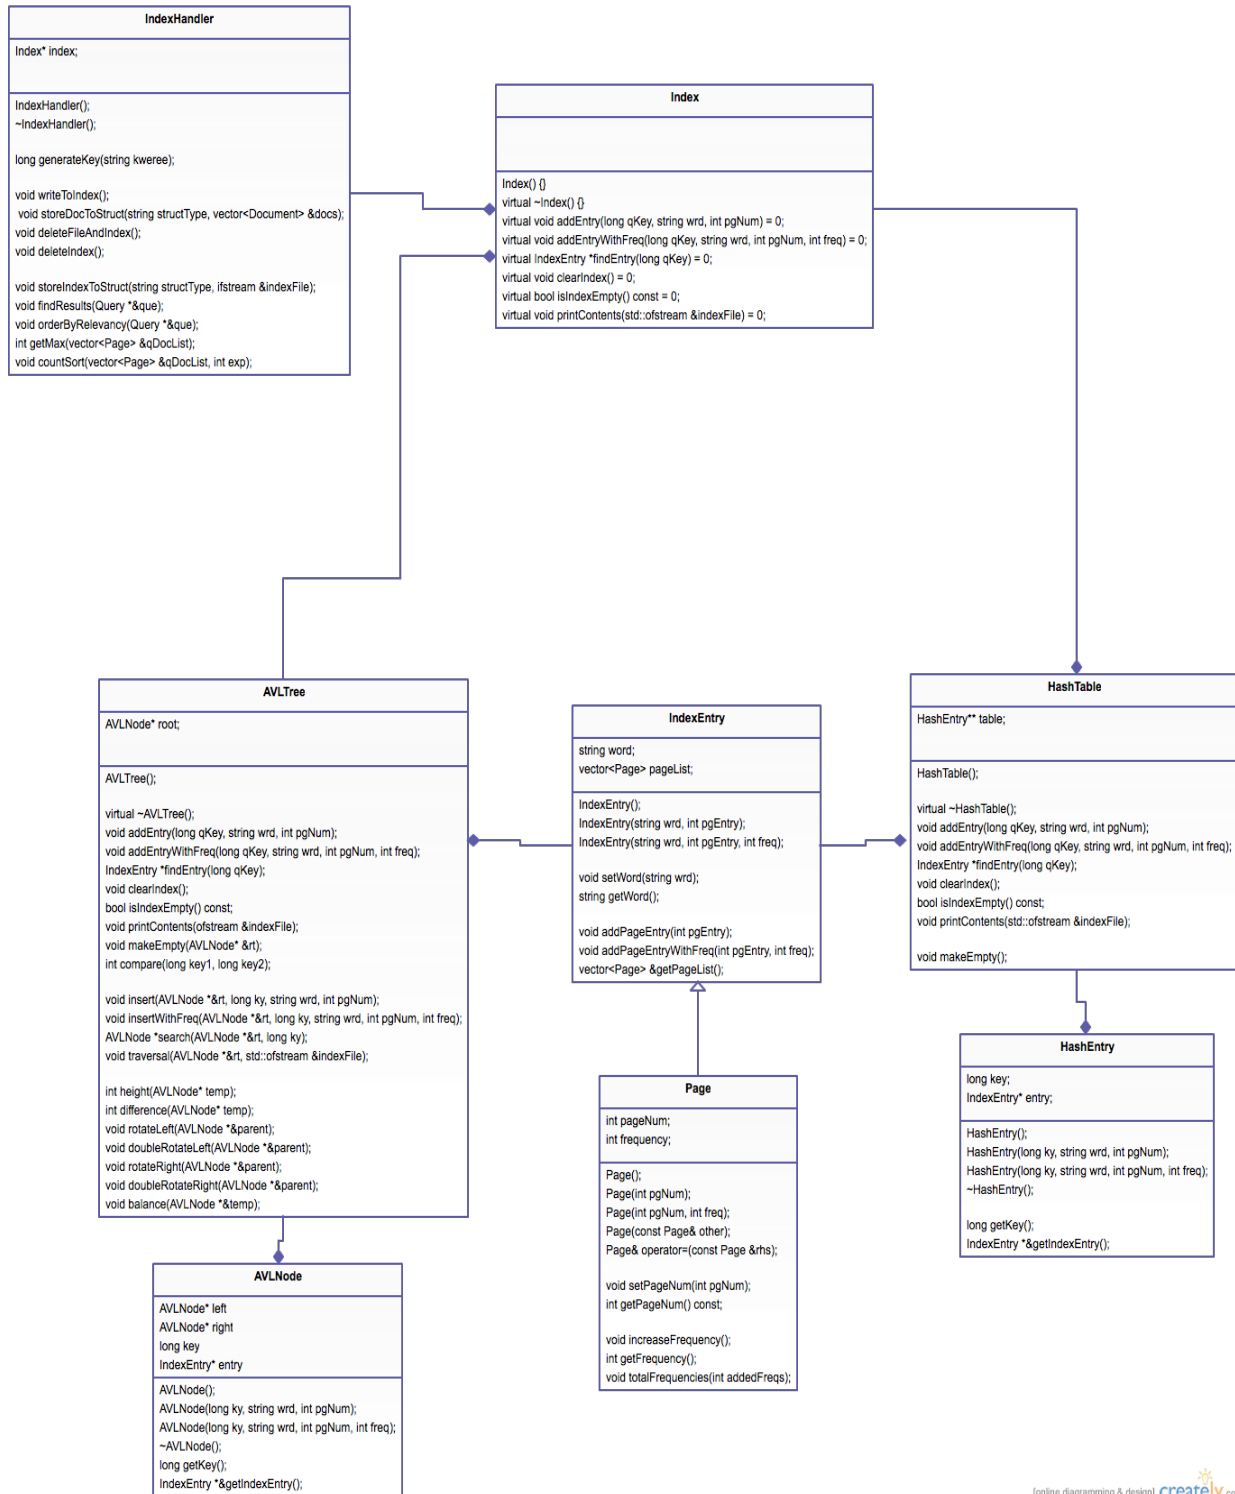 IndexHandler
Index* index;
IndexHandler();
~IndexHandler();
long generateKey(string kweree);
void writeToIndex();
void storeDocToStruct(string structType, vector<Document> &docs);
void deleteFileAndIndex();
void deleteIndex();
void storeIndexToStruct(string structType, ifstream &indexFile);
void findResults(Query *&que);
void orderByRelevancy(Query *&que);
int getMax(vector<Page> &qDocList);
void countSort(vector<Page> &qDocList, int exp);
Index
Index() {}
virtual ~Index() {}
virtual void addEntry(long qKey, string wrd, int pgNum) = 0;
virtual void addEntryWithFreq(long qKey, string wrd, int pgNum, int freq) = 0;
virtual IndexEntry *findEntry(long qKey) = 0;
virtual void clearIndex() = 0;
virtual bool isIndexEmpty() const = 0;
virtual void printContents(std::ofstream &indexFile) = 0;
AVLTree
AVLNode* root;
AVLTree();
virtual ~AVLTree();
void addEntry(long qKey, string wrd, int pgNum);
void addEntryWithFreq(long qKey, string wrd, int pgNum, int freq);
IndexEntry *findEntry(long qKey);
void clearIndex();
bool isIndexEmpty() const;
void printContents(ofstream &indexFile);
void makeEmpty(AVLNode* &rt);
int compare(long key1, long key2);
void insert(AVLNode *&rt, long ky, string wrd, int pgNum);
void insertWithFreq(AVLNode *&rt, long ky, string wrd, int pgNum, int freq);
AVLNode *search(AVLNode *&rt, long ky);
void traversal(AVLNode *&rt, std::ofstream &indexFile);
int height(AVLNode* temp);
int difference(AVLNode* temp);
void rotateLeft(AVLNode *&parent);
void doubleRotateLeft(AVLNode *&parent);
void rotateRight(AVLNode *&parent);
void doubleRotateRight(AVLNode *&parent);
void balance(AVLNode *&temp);
IndexEntry
string word;
vector<Page> pageList;
IndexEntry();
IndexEntry(string wrd, int pgEntry);
IndexEntry(string wrd, int pgEntry, int freq);
void setWord(string wrd);
string getWord();
void addPageEntry(int pgEntry);
void addPageEntryWithFreq(int pgEntry, int freq);
vector<Page> &getPageList();
HashTable
HashEntry** table;
HashTable();
virtual ~HashTable();
void addEntry(long qKey, string wrd, int pgNum);
void addEntryWithFreq(long qKey, string wrd, int pgNum, int freq);
IndexEntry *findEntry(long qKey);
void clearIndex();
bool isIndexEmpty() const;
void printContents(std::ofstream &indexFile);
void makeEmpty();
HashEntry
long key;
IndexEntry* entry;
HashEntry();
HashEntry(long ky, string wrd, int pgNum);
HashEntry(long ky, string wrd, int pgNum, int freq);
~HashEntry();
long getKey();
IndexEntry *&getIndexEntry();
Page
int pageNum;
int frequency;
Page();
Page(int pgNum);
Page(int pgNum, int freq);
Page(const Page& other);
Page& operator=(const Page &rhs);
void setPageNum(int pgNum);
int getPageNum() const;
void increaseFrequency();
int getFrequency();
void totalFrequencies(int addedFreqs);
AVLNode
AVLNode* left
AVLNode* right
long key
IndexEntry* entry
AVLNode();
AVLNode(long ky, string wrd, int pgNum);
AVLNode(long ky, string wrd, int pgNum, int freq);
~AVLNode();
long getKey();
IndexEntry *&getIndexEntry();
[online diagramming & design] creately.co